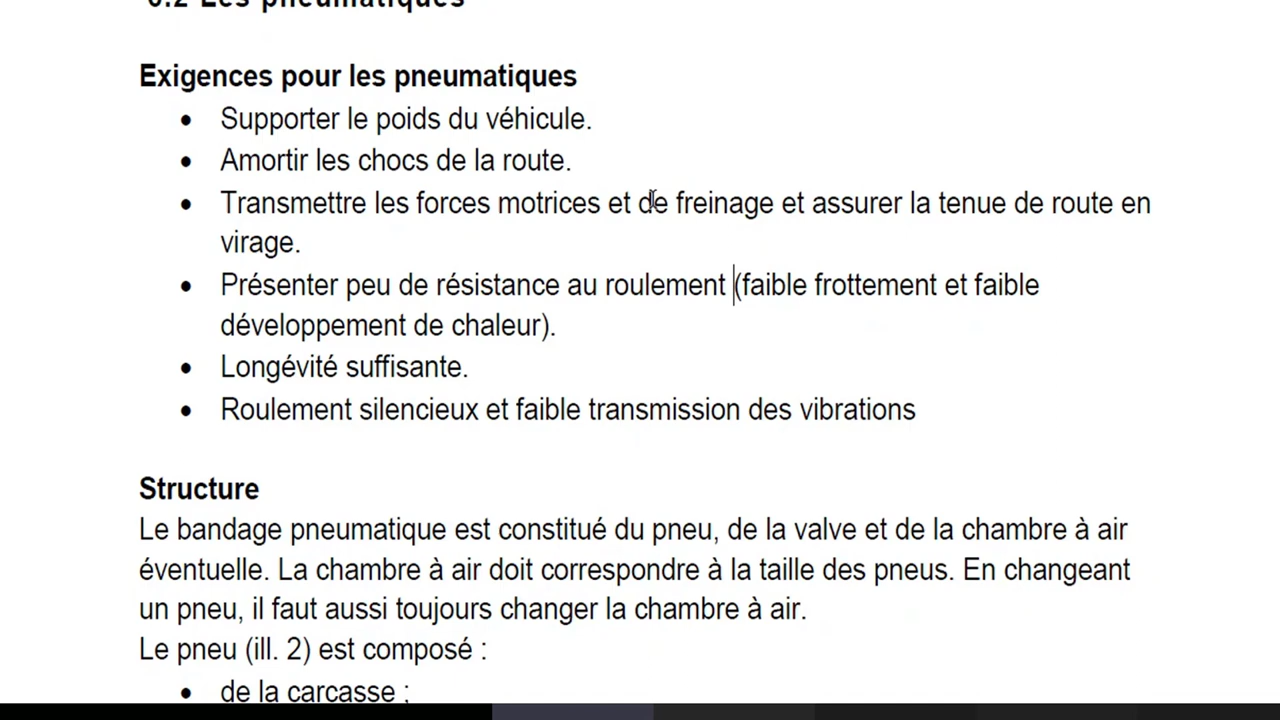 6.2 Les pneumatiques
Exigences pour les pneumatiques
• Supporter le poids du véhicule.
• Amortir les chocs de la route.
• Transmettre les forces motrices et de freinage et assurer la tenue de route en
virage.
• Présenter peu de résistance au roulement (faible frottement et faible
développement de chaleur).
• Longévité suffisante.
• Roulement silencieux et faible transmission des vibrations
Structure
Le bandage pneumatique est constitué du pneu, de la valve et de la chambre à air
éventuelle. La chambre à air doit correspondre à la taille des pneus. En changeant
un pneu, il faut aussi toujours changer la chambre à air.
Le pneu (ill. 2) est composé :
• de la carcasse ;